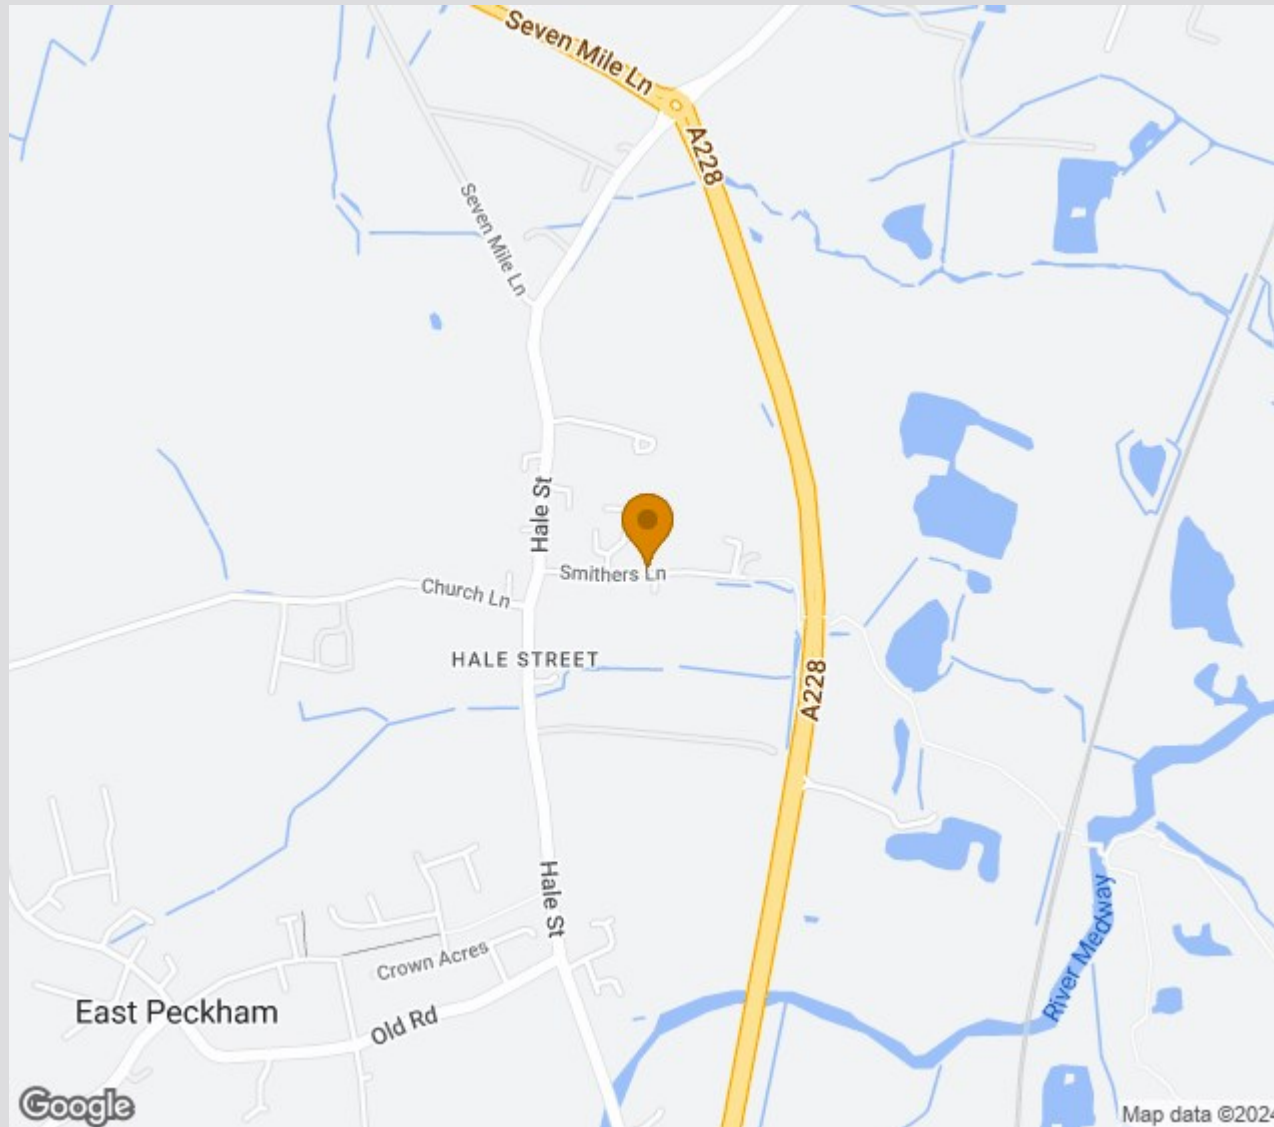 Seven Mile Ln
A228
Seven Mile Ln
Hale St
Smithers Ln
Church Ln
HALE STREET
A228
Hale St
Crown Acres
River Medway
East Peckham
Old Rd
Google
Map data ©2024